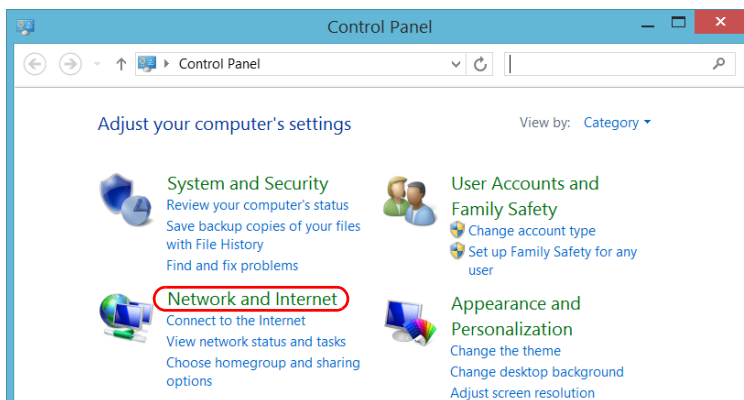 Control Panel
Control Panel
Adjust your computer's settings
View by: Category
System and Security
Review your computer's status
Save backup copies of your files
with File History
Find and fix problems
Network and Internet
Connect to the Internet
View network status and tasks
Choose homegroup and sharing
options
User Accounts and
Family Safety
Change account type
Set up Family Safety for any
user
Appearance and
Personalization
Change the theme
Change desktop background
Adjust screen resolution